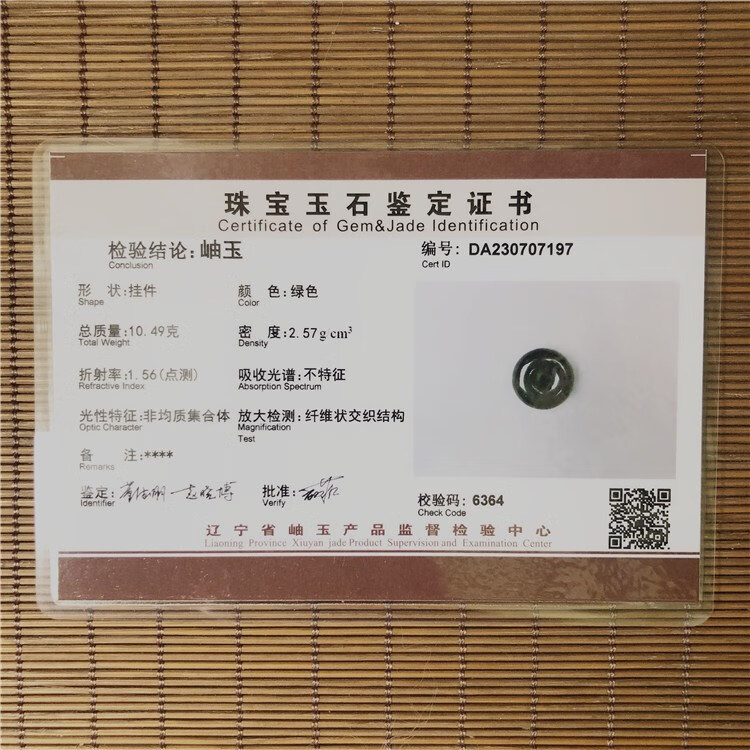 珠宝玉石鉴定证书
Certificate of Gem&Jade Identification
检验结论:岫玉
Conclusion
编号: DA230707197
Cert ID
形 状:挂件
Shape
颜 色:绿色
Color
总质量:10.49克
Total Weight
密 度:2.57g/cm³
Density
折射率:1.56(点测)
Refractive Index
吸收光谱:不特征
Absorption Spectrum
光性特征:非均质集合体
Optic Character
放大检测:纤维状交织结构
Magnification
Test
备 注:****
Remarks
鉴定:
Identifier
批准:
Verify
校验码: 6364
Check Code
辽宁省岫玉产品监督检验中心
Liaoning Province Xiuyan jade Product Supervision and Examination Center